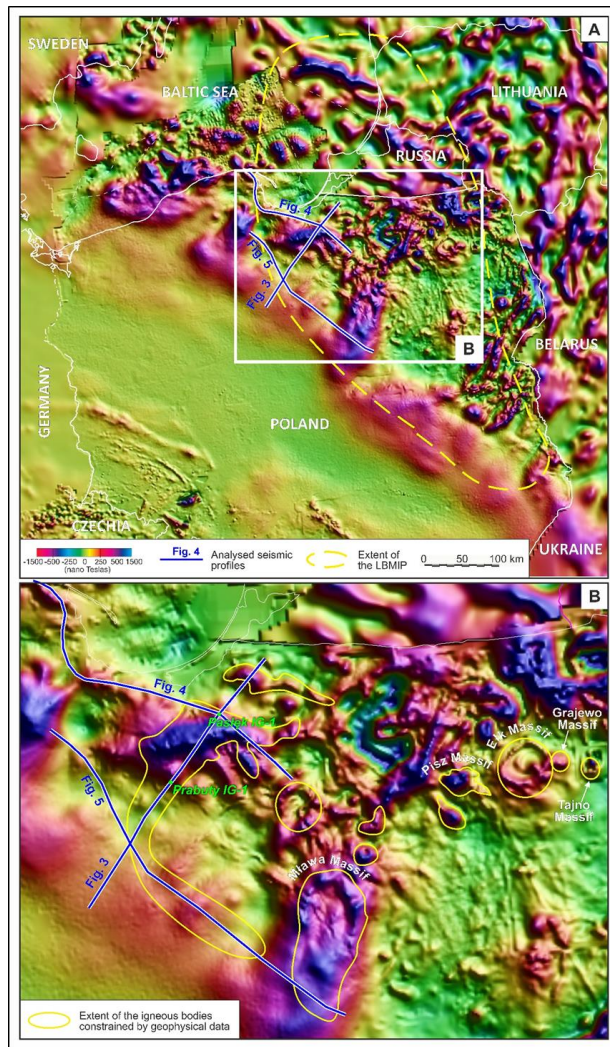 A
SWEDEN
BALTIC SEA
LITHUANIA
RUSSIA
Fig. 4
Fig. 5
Fig. 3
B
BELARUS
GERMANY
POLAND
CZECHIA
UKRAINE
-1500 -500 -250 0 250 500 1500
(nano Teslas)
Fig. 4
Analysed seismic
profiles
Extent of
the LBMIP
0 50 100 km
B
Fig. 4
Pasłęk IG-1
Prabuty IG-1
Fig. 5
Fig. 3
Pisz Massif
Ełk Massif
Grajewo
Massif
Tajno
Massif
Mława Massif
Extent of the igneous bodies
constrained by geophysical data